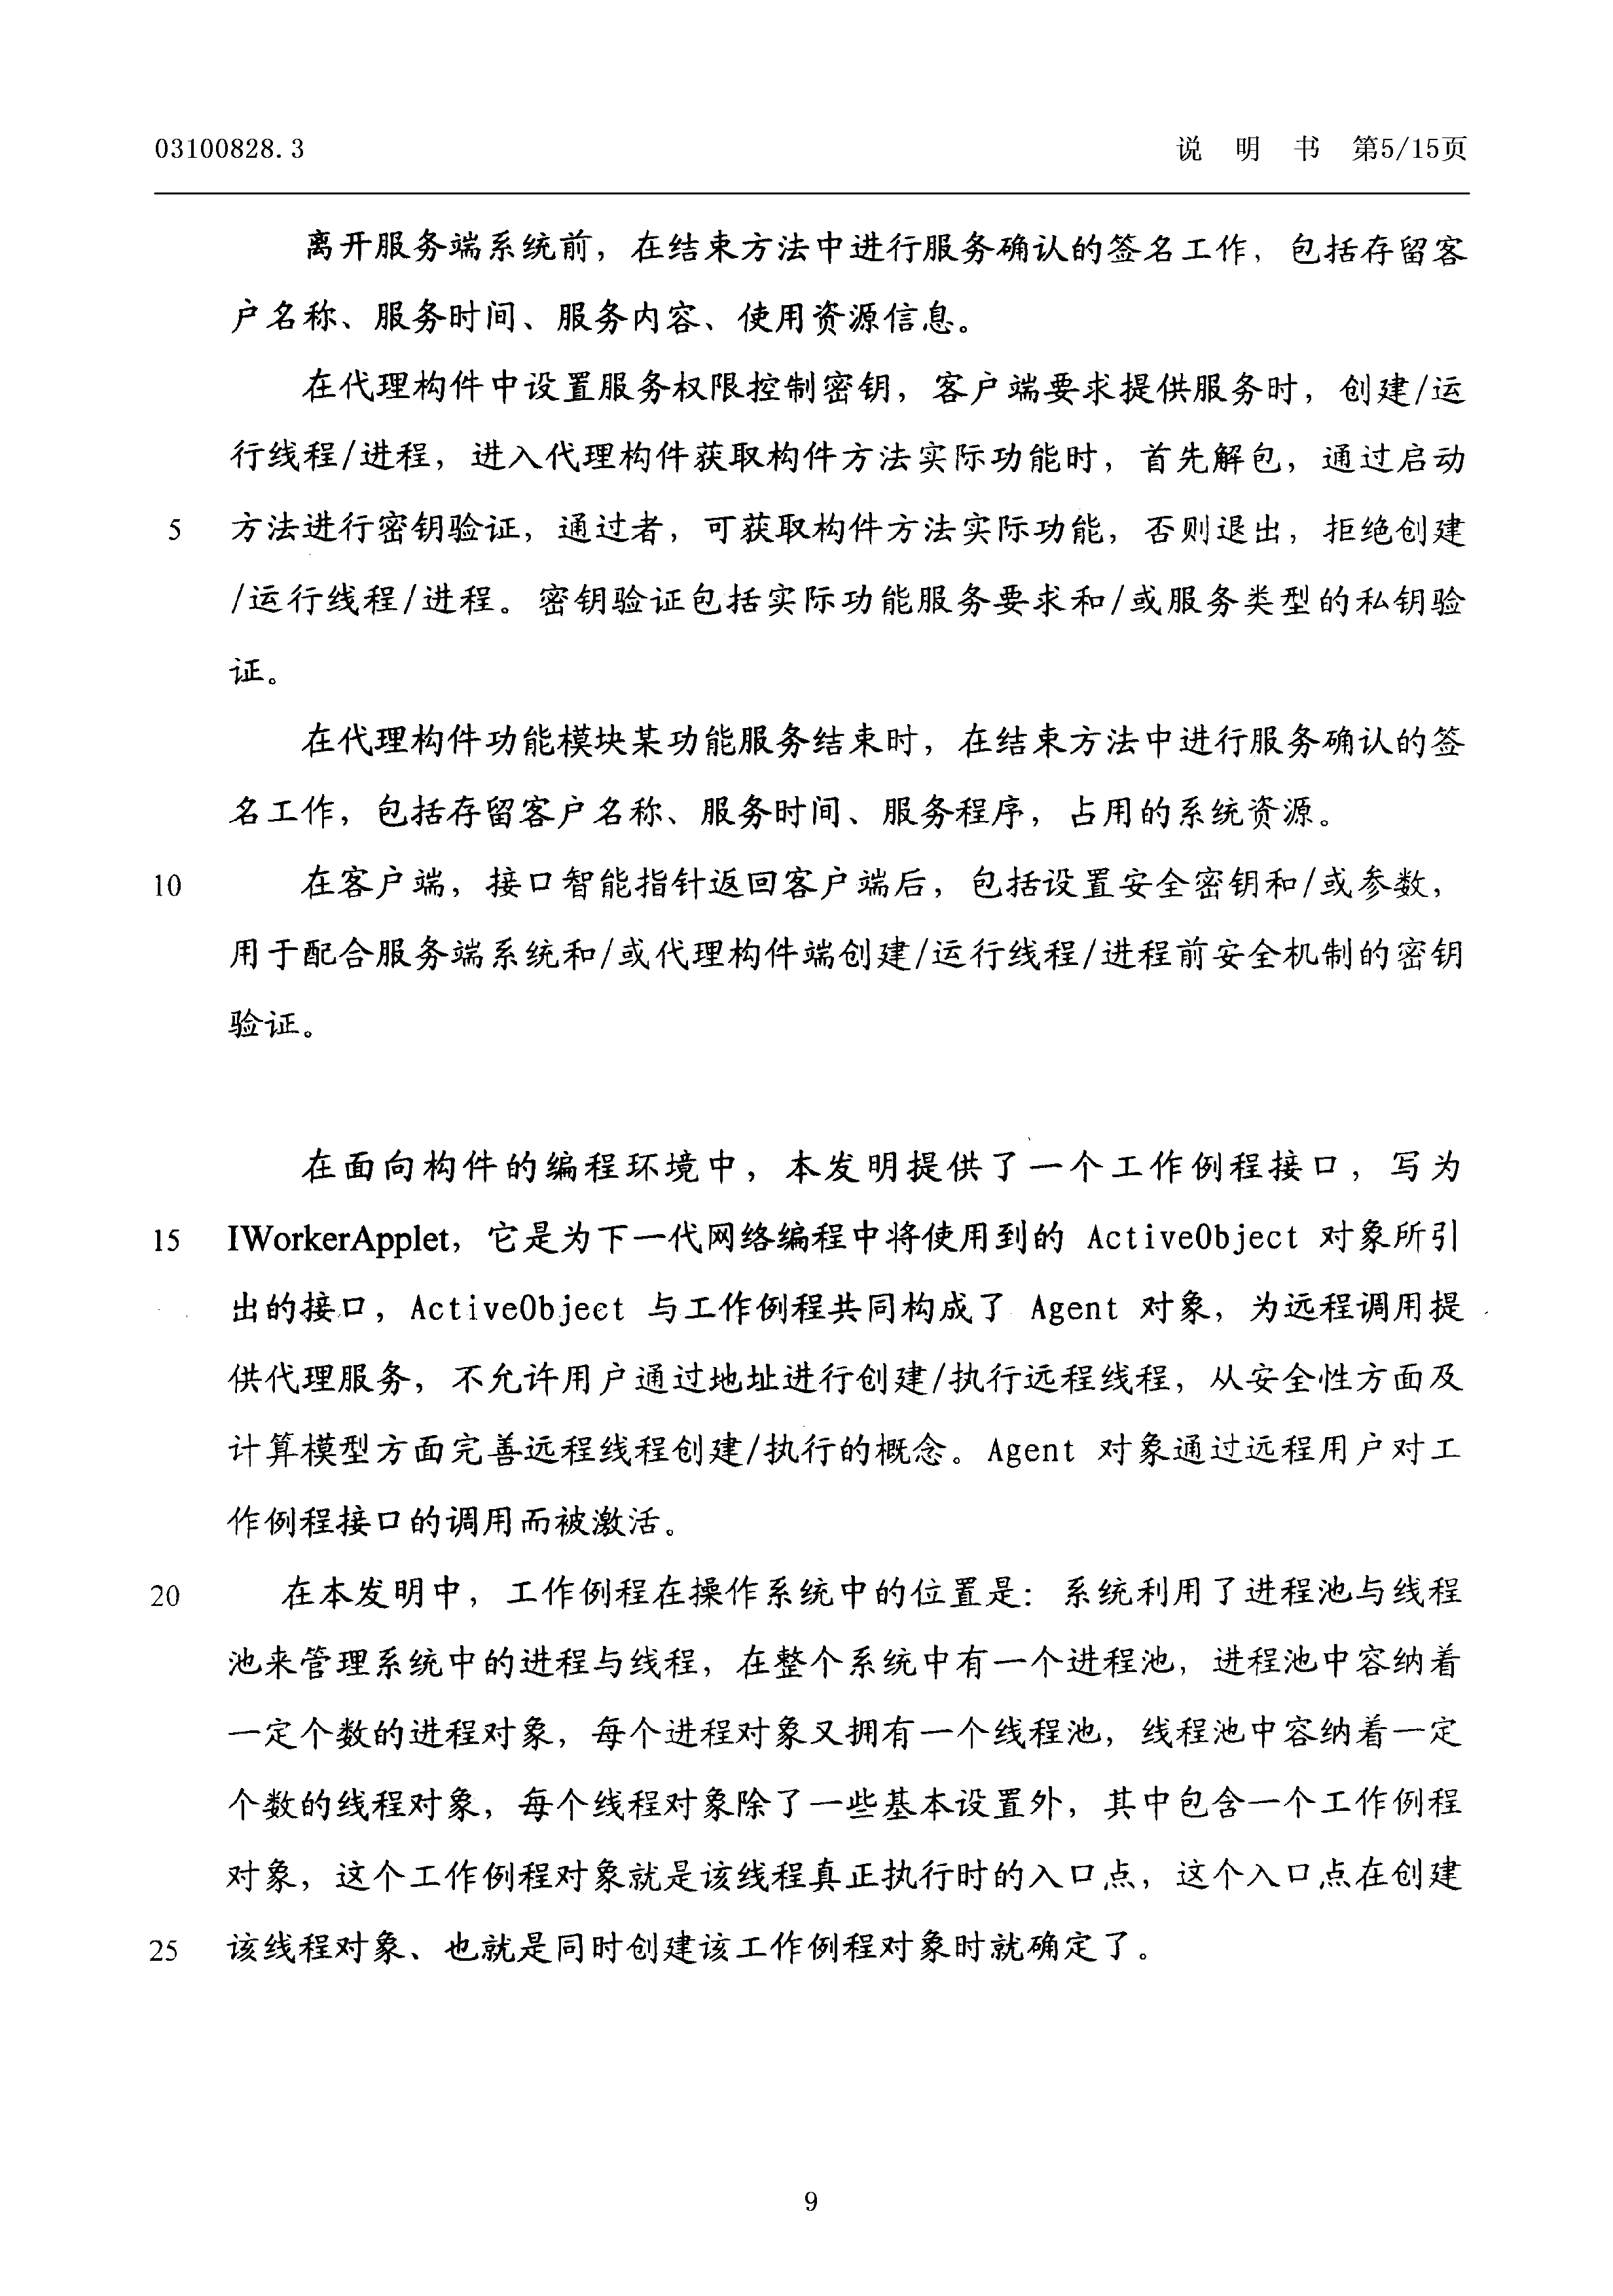 03100828.3 说 明 书 第5/15页
离开服务端系统前，在结束方法中进行服务确认的签名工作，包括存留客
户名称、服务时间、服务内容、使用资源信息。
在代理构件中设置服务权限控制密钥，客户端要求提供服务时，创建/运
行线程/进程，进入代理构件获取构件方法实际功能时，首先解包，通过启动
5 方法进行密钥验证，通过者，可获取构件方法实际功能，否则退出，拒绝创建
/运行线程/进程。密钥验证包括实际功能服务要求和/或服务类型的私钥验
证。
在代理构件功能模块某功能服务结束时，在结束方法中进行服务确认的签
名工作，包括存留客户名称、服务时间、服务程序，占用的系统资源。
10 在客户端，接口智能指针返回客户端后，包括设置安全密钥和/或参数，
用于配合服务端系统和/或代理构件端创建/运行线程/进程前安全机制的密钥
验证。
在面向构件的编程环境中，本发明提供了一个工作例程接口，写为
15 IWorkerApplet，它是为下一代网络编程中将使用到的 ActiveObject 对象所引
出的接口，ActiveObject 与工作例程共同构成了 Agent 对象，为远程调用提
供代理服务，不允许用户通过地址进行创建/执行远程线程，从安全性方面及
计算模型方面完善远程线程创建/执行的概念。Agent 对象通过远程用户对工
作例程接口的调用而被激活。
20 在本发明中，工作例程在操作系统中的位置是：系统利用了进程池与线程
池来管理系统中的进程与线程，在整个系统中有一个进程池，进程池中容纳着
一定个数的进程对象，每个进程对象又拥有一个线程池，线程池中容纳着一定
个数的线程对象，每个线程对象除了一些基本设置外，其中包含一个工作例程
对象，这个工作例程对象就是该线程真正执行时的入口点，这个入口点在创建
25 该线程对象、也就是同时创建该工作例程对象时就确定了。
9